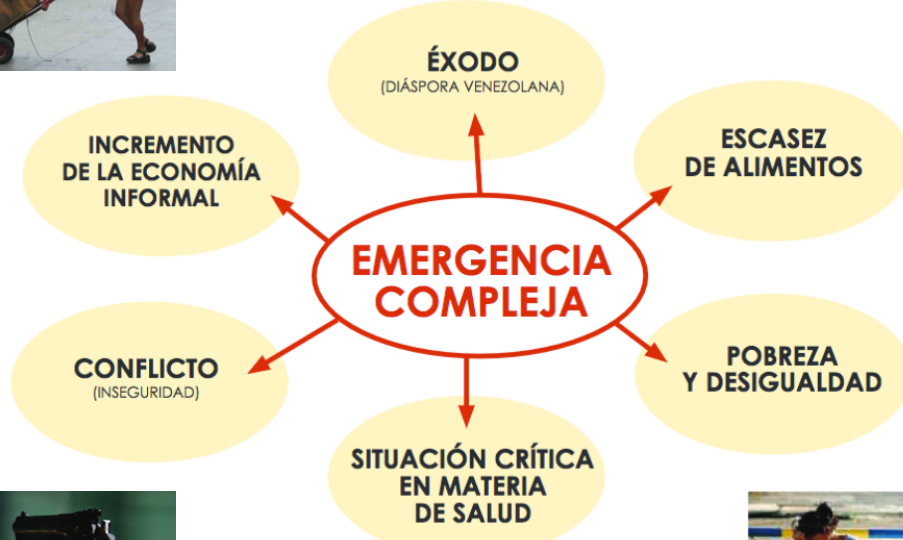 ÉXODO
(DIÁSPORA VENEZOLANA)
INCREMENTO
DE LA ECONOMÍA
INFORMAL
ESCASEZ
DE ALIMENTOS
EMERGENCIA
COMPLEJA
CONFLICTO
(INSEGURIDAD)
POBREZA
Y DESIGUALDAD
SITUACIÓN CRÍTICA
EN MATERIA
DE SALUD